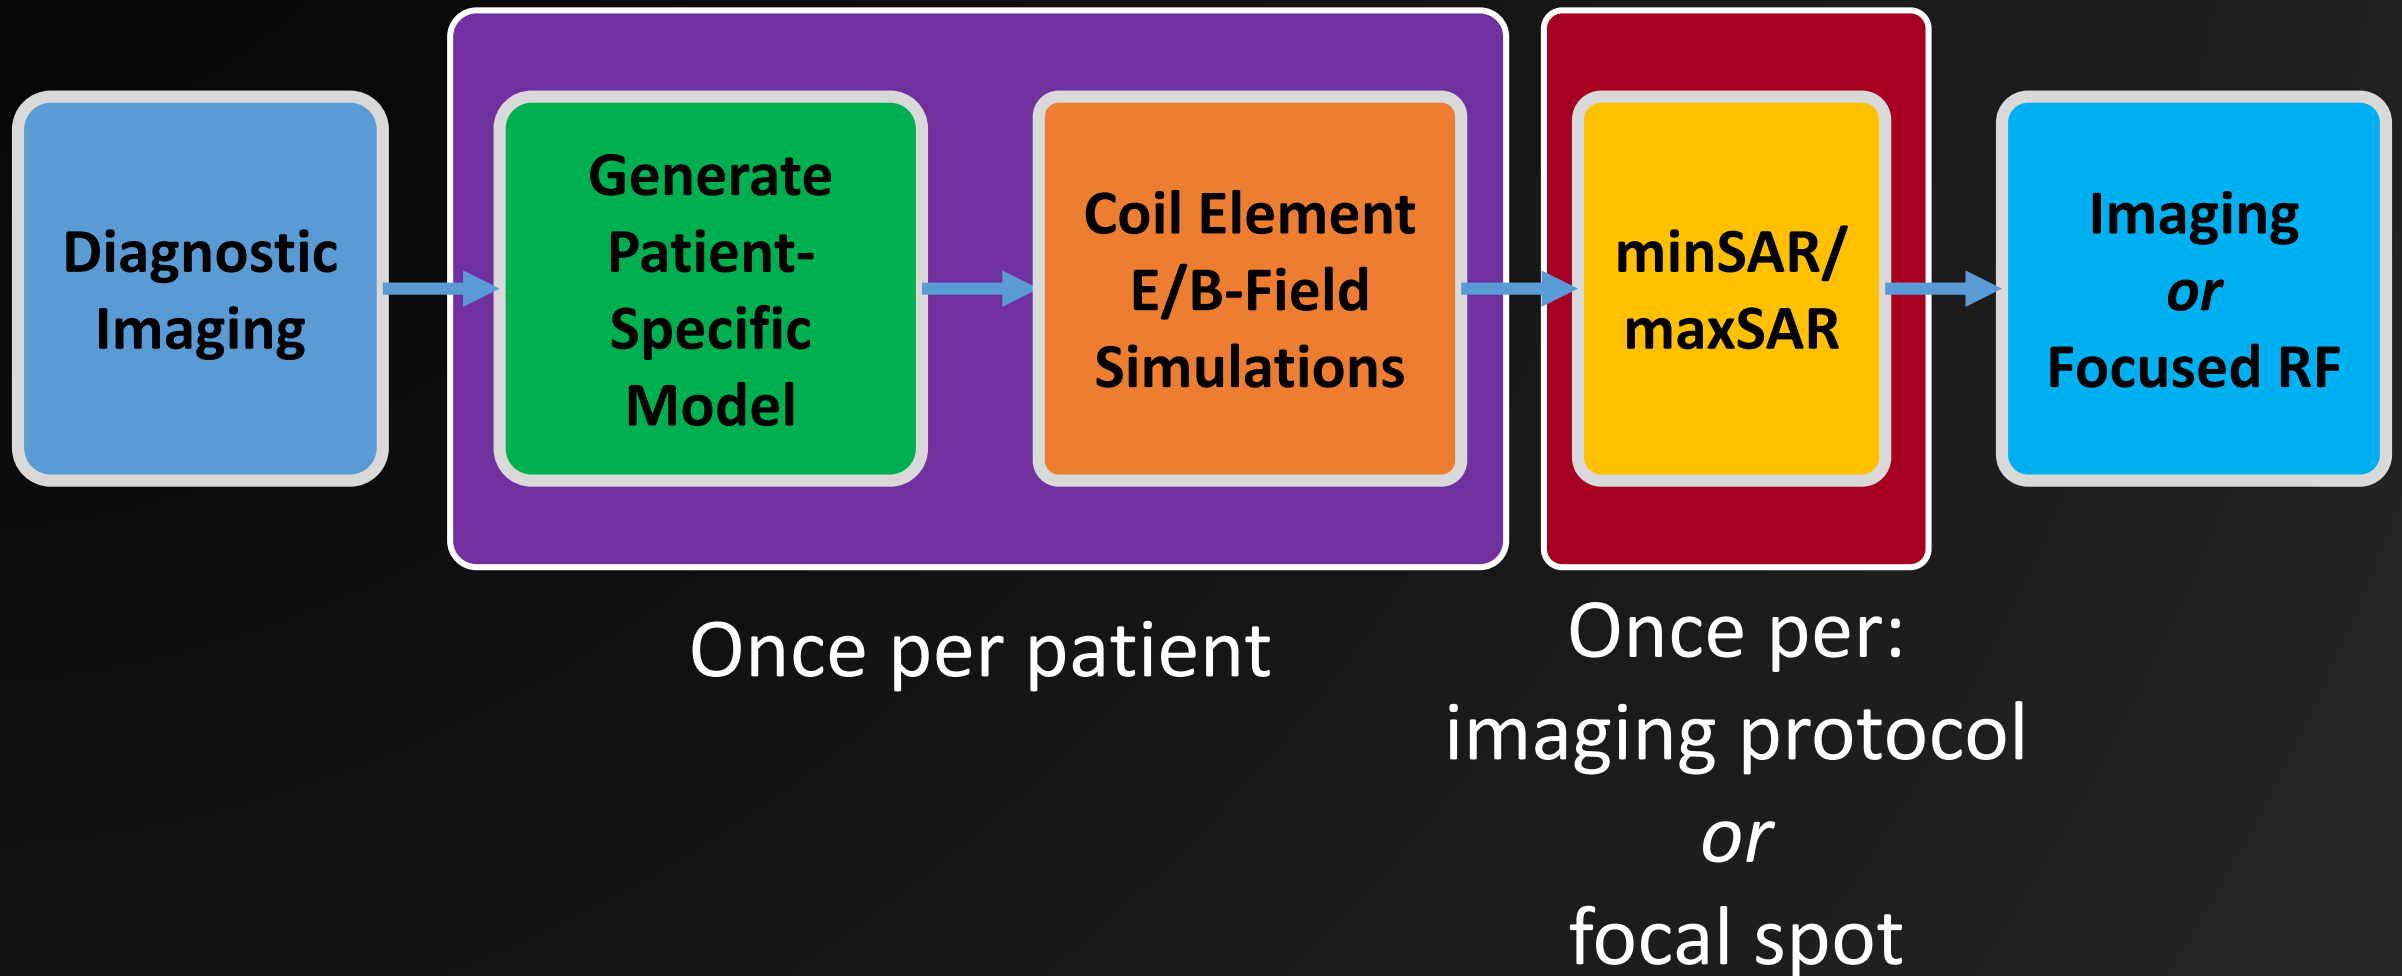 Diagnostic
Imaging
Generate
Patient-
Specific
Model
Coil Element
E/B-Field
Simulations
minSAR/
maxSAR
Imaging
or
Focused RF
Once per patient
Once per:
imaging protocol
or
focal spot